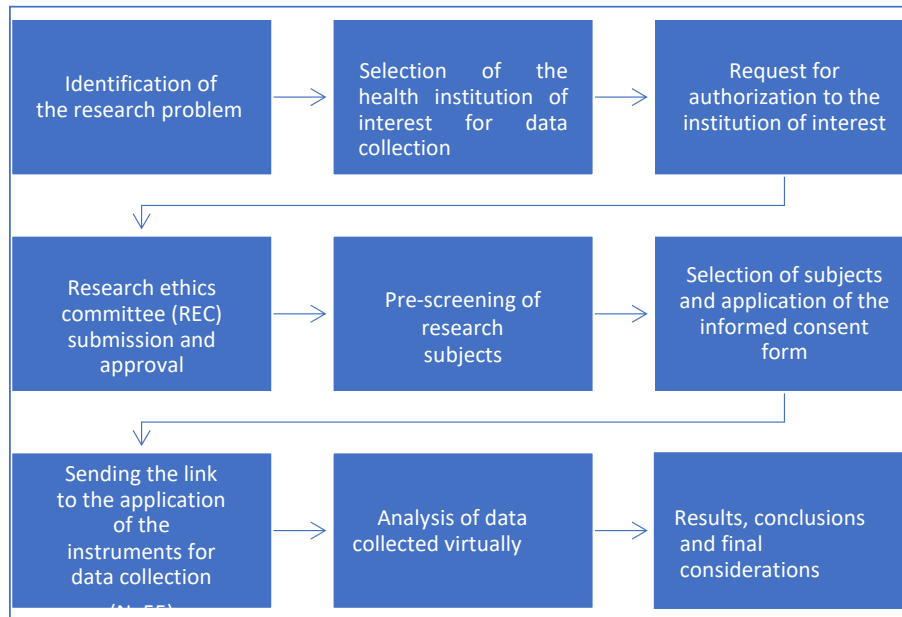 Identification of
the research problem
Selection of the
health institution of
interest for data
collection
Request for
authorization to the
institution of interest
Research ethics
committee (REC)
submission and
approval
Pre-screening of
research
subjects
Selection of subjects
and application of the
informed consent
form
Sending the link
to the application
of the
instruments for
data collection
Analysis of data
collected virtually
Results, conclusions
and final
considerations